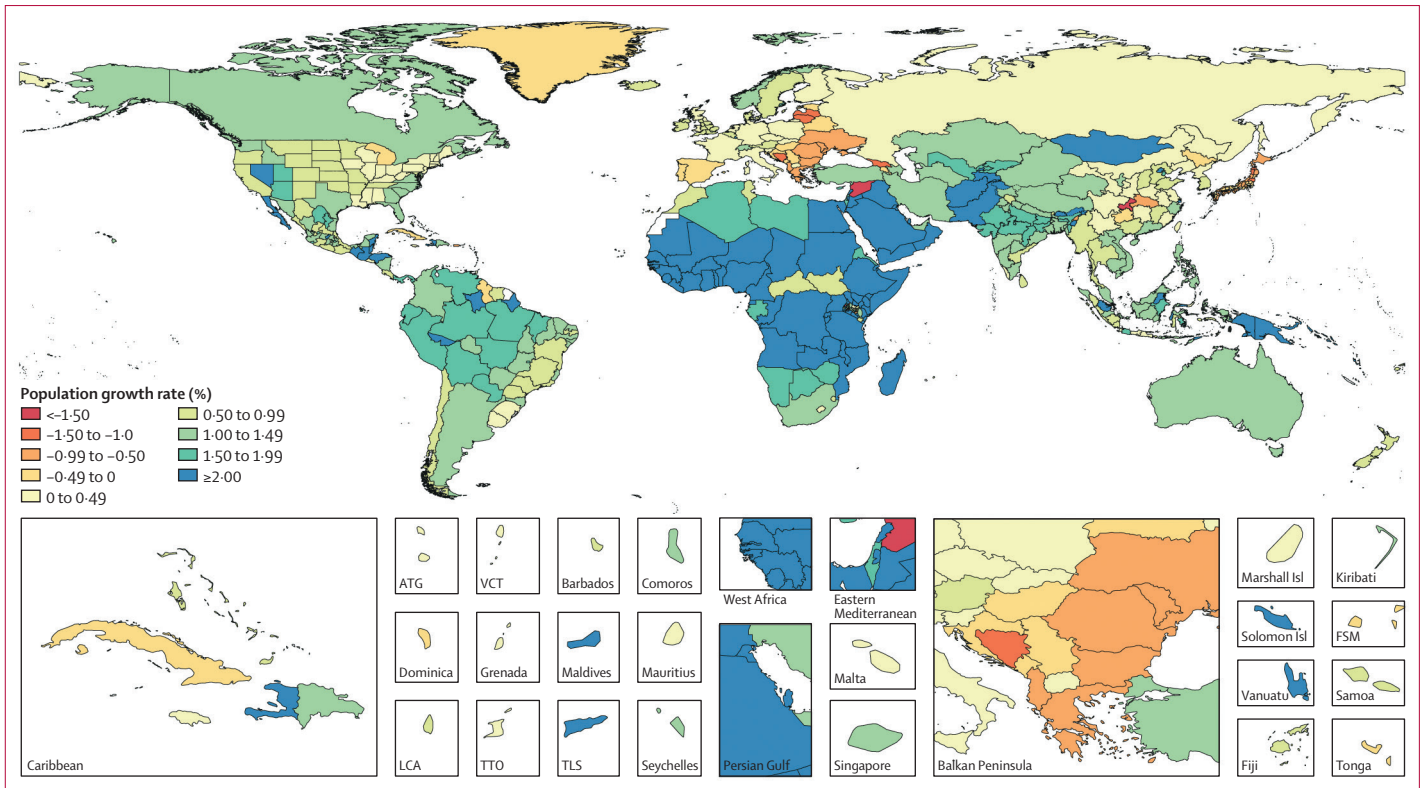 Population growth rate (%)
<–1·50
–1·50 to –1·0
–0·99 to –0·50
–0·49 to 0
0 to 0·49
0·50 to 0·99
1·00 to 1·49
1·50 to 1·99
≥2·00
Caribbean
ATG
VCT
Barbados
Comoros
West Africa
Eastern
Mediterranean
Dominica
Grenada
Maldives
Mauritius
Malta
LCA
TTO
TLS
Seychelles
Persian Gulf
Singapore
Balkan Peninsula
Marshall Isl
Kiribati
Solomon Isl
FSM
Vanuatu
Samoa
Fiji
Tonga